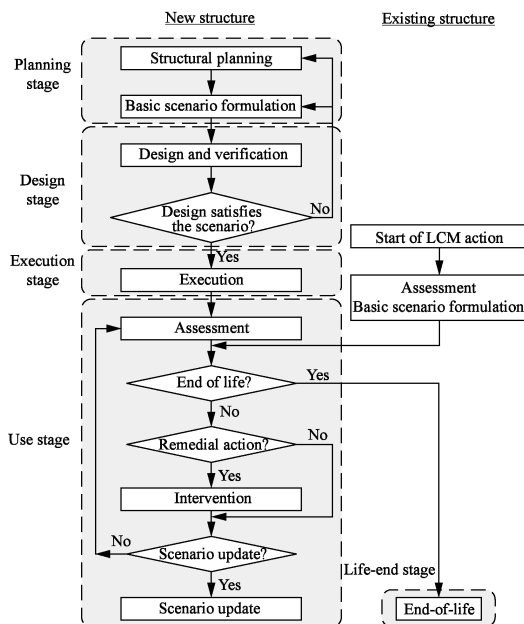 New structure
Existing structure
Planning
stage
Structural planning
Basic scenario formulation
Design
stage
Design and verification
Design satisfies
the scenario?
No
Yes
Execution
stage
Execution
Start of LCM action
Assessment
Basic scenario formulation
Use stage
Assessment
End of life?
Yes
No
Remedial action?
No
Yes
Intervention
No
Scenario update?
Yes
Scenario update
Life-end stage
End-of-life